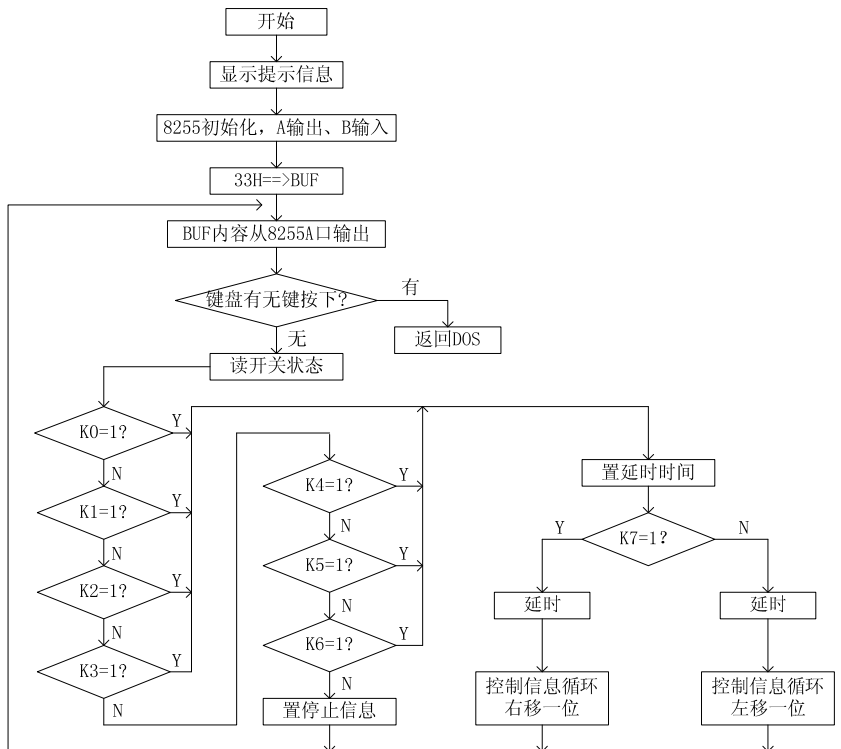 开始
显示提示信息
8255初始化，A输出、B输入
33H==>BUF
BUF内容从8255A口输出
键盘有无键按下?
有
返回DOS
无
读开关状态
K0=1?
Y
N
K1=1?
Y
N
K2=1?
Y
N
K3=1?
Y
N
K4=1?
Y
N
K5=1?
Y
N
K6=1?
Y
N
置停止信息
置延时时间
K7=1？
Y
N
延时
控制信息循环
右移一位
延时
控制信息循环
左移一位